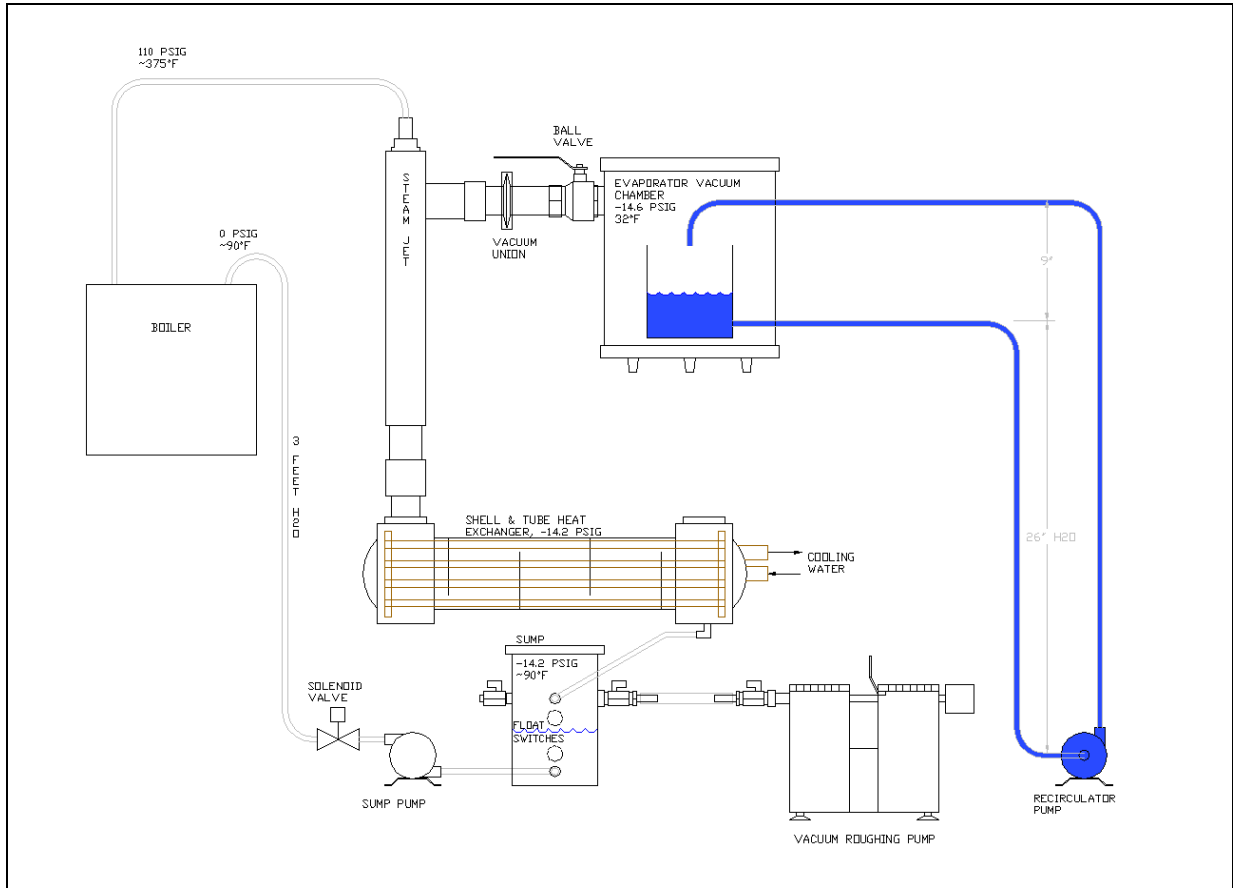 110 PSIG
~375°F
BALL
VALVE
STEAM JET
EVAPORATOR VACUUM
CHAMBER
-14.6 PSIG
32°F
0 PSIG
~90°F
VACUUM
UNION
9"
BOILER
3 FEET H2O
SHELL & TUBE HEAT
EXCHANGER, -14.2 PSIG
26" H2O
COOLING
WATER
SUMP
-14.2 PSIG
~90°F
SOLENOID
VALVE
FLOAT
SWITCHES
SUMP PUMP
RECIRCULATOR
PUMP
VACUUM ROUGHING PUMP